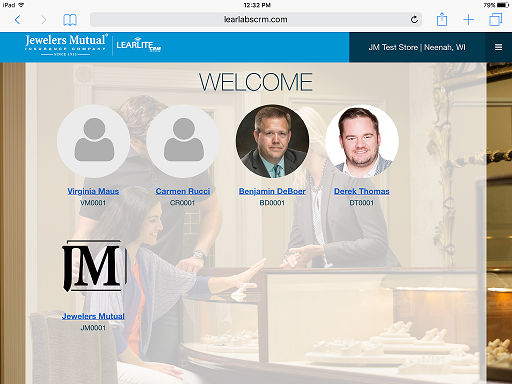 iPad
12:32 PM
79%
learlabscrm.com
Jewelers Mutual®
INSURANCE COMPANY
SINCE 1913
LEARLITE
JM Test Store | Neenah, WI
WELCOME
Virginia Maus
Carmen Rucci
Benjamin DeBoer
Derek Thomas
VM0001
CR0001
BD0001
DT0001
JM
Jewelers Mutual
JM0001